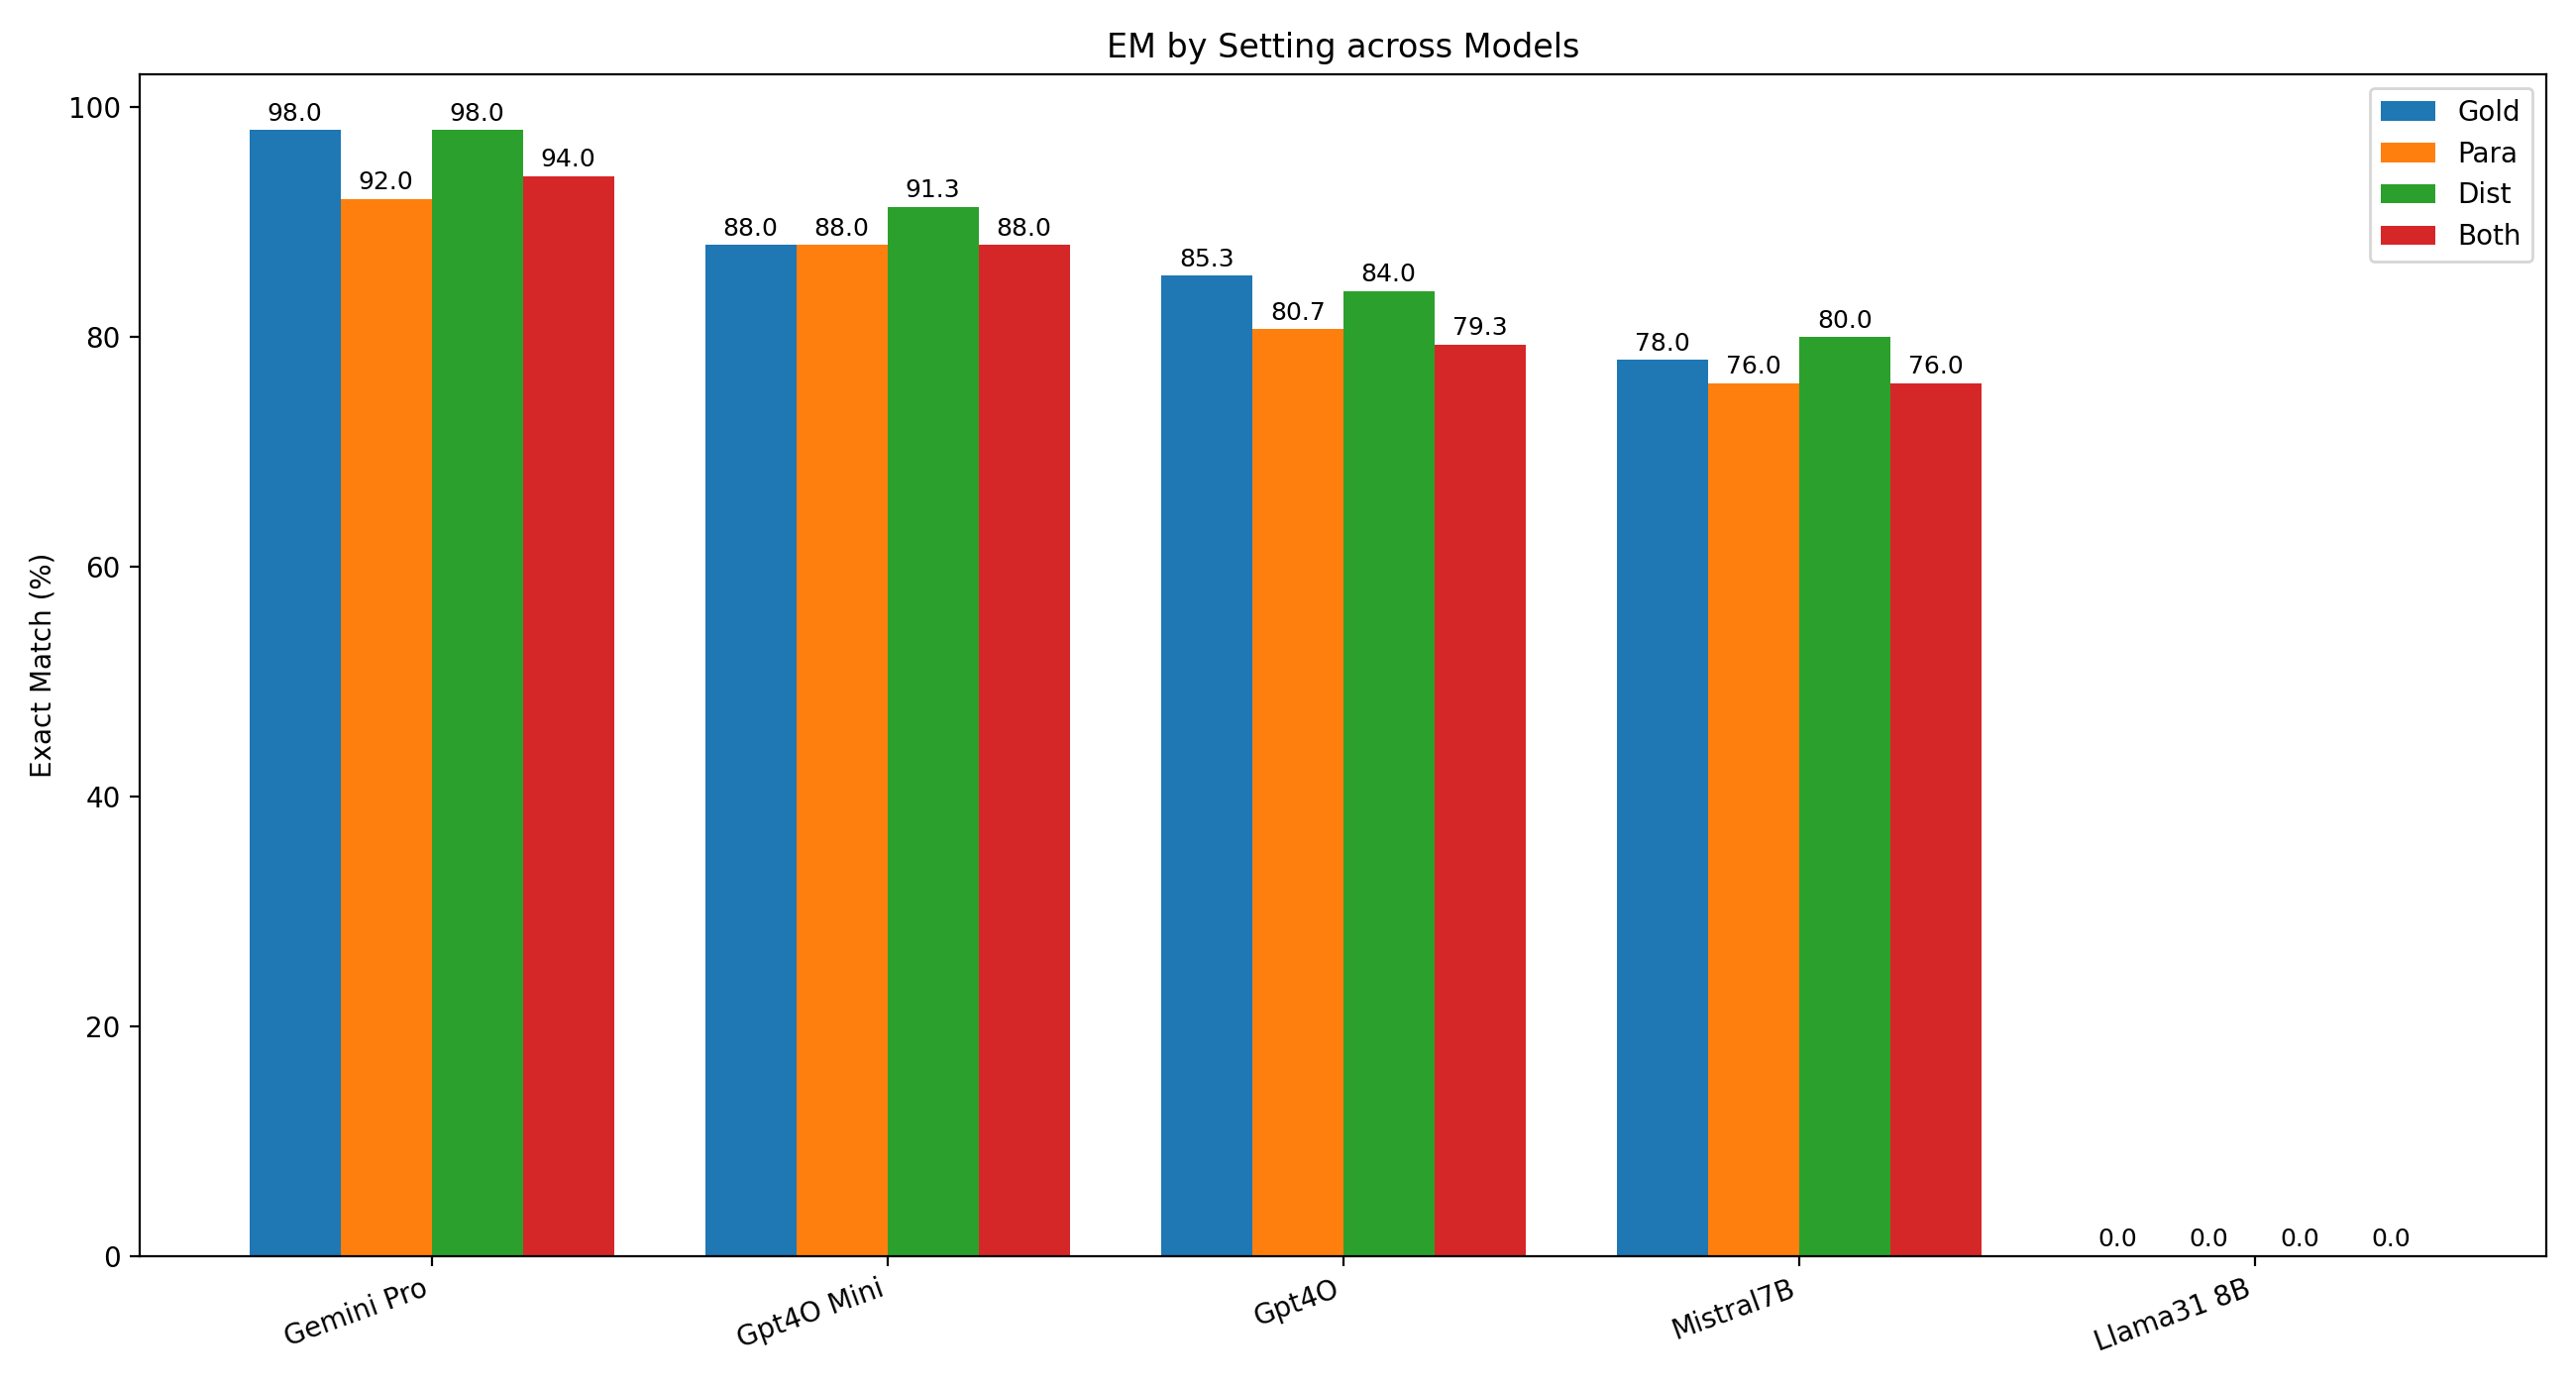 EM by Setting across Models
Exact Match (%)
100
80
60
40
20
0
98.0
92.0
98.0
94.0
88.0
88.0
91.3
88.0
85.3
80.7
84.0
79.3
78.0
76.0
80.0
76.0
0.0
0.0
0.0
0.0
Gold
Para
Dist
Both
Gemini Pro
Gpt4O Mini
Gpt4O
Mistral7B
Llama31 8B